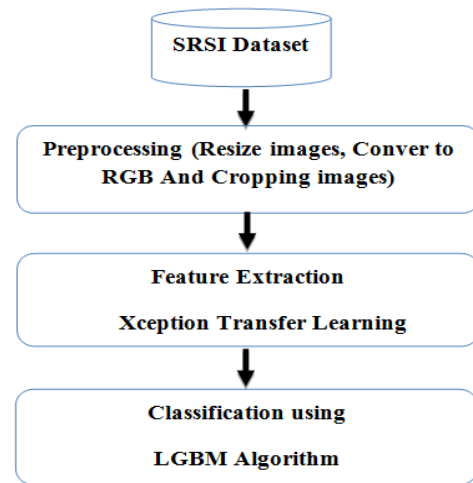 SRSI Dataset
Preprocessing (Resize images, Conver to
RGB And Cropping images)
Feature Extraction
Xception Transfer Learning
Classification using
LGBM Algorithm